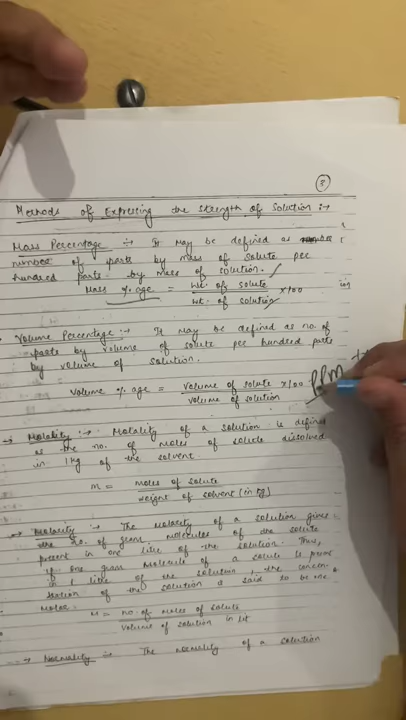 3
Methods of Expressing the strength of Solution :→
Mass Percentage :- It may be defined as
number of parts by mass of solute per
hundred parts by mass of solution.
Mass %age = wt. of solute / wt. of solution x100
Volume Percentage :- It may be defined as no. of
parts by volume of solute per hundred parts
by volume of solution.
Volume %age = volume of solute / volume of solution x100
ppm
→ Molality :→ Molality of a solution is defined
as the no. of moles of solute dissolved
in 1 kg of the solvent.
m = moles of solute / weight of solvent (in kg)
→ Molarity :→ The Molarity of a solution gives
the no. of gram molecules of the solute
present in one litre of the solution. Thus,
if one gram molecule of a solute is present
in 1 litre of the solution, the concen-
tration of the solution is said to be one
Molar.
M = no. of moles of solute / Volume of solution in lit
→ Normality :- The normality of a solution